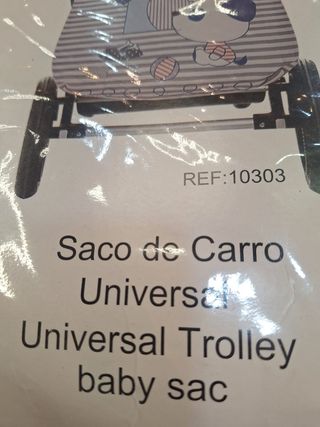 REF:10303
Saco de Carro
Universal
Universal Trolley
baby sac